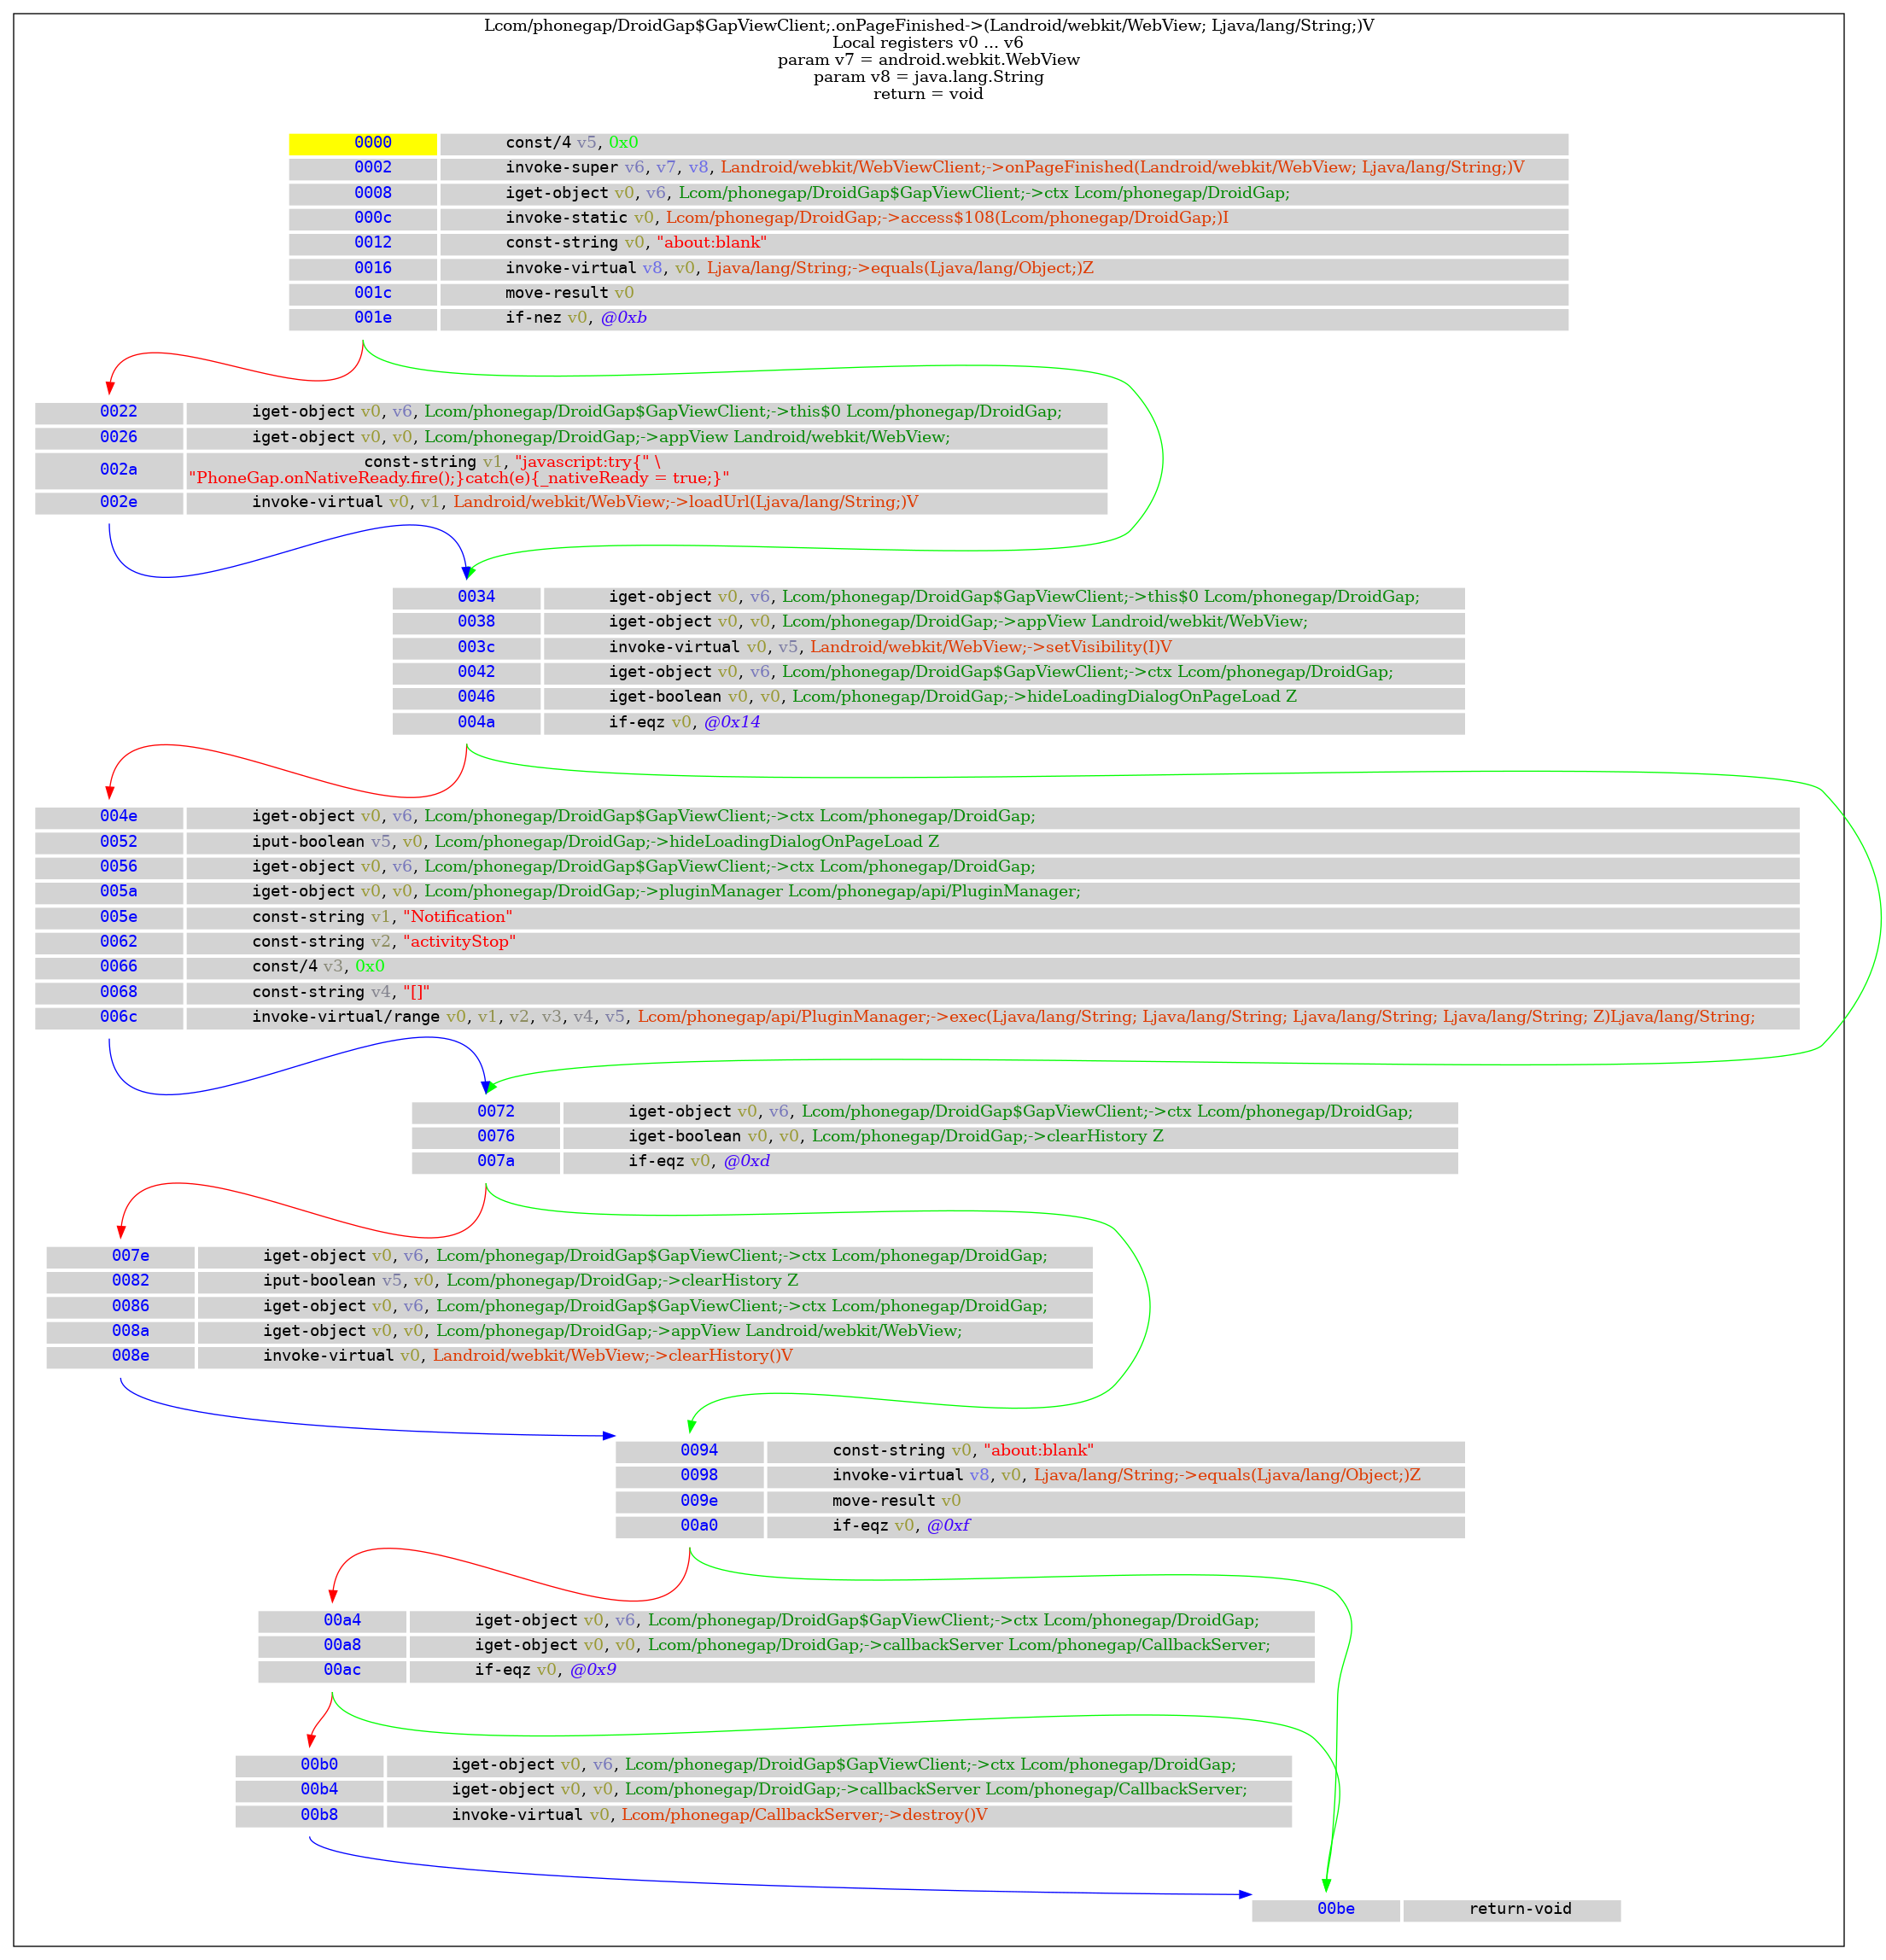 Lcom/phonegap/DroidGap$GapViewClient;.onPageFinished->(Landroid/webkit/WebView; Ljava/lang/String;)V
Local registers v0 ... v6
param v7 = android.webkit.WebView
param v8 = java.lang.String
return = void
0000 const/4 v5, 0x0
0002 invoke-super v6, v7, v8, Landroid/webkit/WebViewClient;->onPageFinished(Landroid/webkit/WebView; Ljava/lang/String;)V
0008 iget-object v0, v6, Lcom/phonegap/DroidGap$GapViewClient;->ctx Lcom/phonegap/DroidGap;
000c invoke-static v0, Lcom/phonegap/DroidGap;->access$108(Lcom/phonegap/DroidGap;)I
0012 const-string v0, "about:blank"
0016 invoke-virtual v8, v0, Ljava/lang/String;->equals(Ljava/lang/Object;)Z
001c move-result v0
001e if-nez v0, @0xb
0022 iget-object v0, v6, Lcom/phonegap/DroidGap$GapViewClient;->this$0 Lcom/phonegap/DroidGap;
0026 iget-object v0, v0, Lcom/phonegap/DroidGap;->appView Landroid/webkit/WebView;
002a const-string v1, "javascript:try{" \
"PhoneGap.onNativeReady.fire();}catch(e){_nativeReady = true;}"
002e invoke-virtual v0, v1, Landroid/webkit/WebView;->loadUrl(Ljava/lang/String;)V
0034 iget-object v0, v6, Lcom/phonegap/DroidGap$GapViewClient;->this$0 Lcom/phonegap/DroidGap;
0038 iget-object v0, v0, Lcom/phonegap/DroidGap;->appView Landroid/webkit/WebView;
003c invoke-virtual v0, v5, Landroid/webkit/WebView;->setVisibility(I)V
0042 iget-object v0, v6, Lcom/phonegap/DroidGap$GapViewClient;->ctx Lcom/phonegap/DroidGap;
0046 iget-boolean v0, v0, Lcom/phonegap/DroidGap;->hideLoadingDialogOnPageLoad Z
004a if-eqz v0, @0x14
004e iget-object v0, v6, Lcom/phonegap/DroidGap$GapViewClient;->ctx Lcom/phonegap/DroidGap;
0052 iput-boolean v5, v0, Lcom/phonegap/DroidGap;->hideLoadingDialogOnPageLoad Z
0056 iget-object v0, v6, Lcom/phonegap/DroidGap$GapViewClient;->ctx Lcom/phonegap/DroidGap;
005a iget-object v0, v0, Lcom/phonegap/DroidGap;->pluginManager Lcom/phonegap/api/PluginManager;
005e const-string v1, "Notification"
0062 const-string v2, "activityStop"
0066 const/4 v3, 0x0
0068 const-string v4, "[]"
006c invoke-virtual/range v0, v1, v2, v3, v4, v5, Lcom/phonegap/api/PluginManager;->exec(Ljava/lang/String; Ljava/lang/String; Ljava/lang/String; Ljava/lang/String; Z)Ljava/lang/String;
0072 iget-object v0, v6, Lcom/phonegap/DroidGap$GapViewClient;->ctx Lcom/phonegap/DroidGap;
0076 iget-boolean v0, v0, Lcom/phonegap/DroidGap;->clearHistory Z
007a if-eqz v0, @0xd
007e iget-object v0, v6, Lcom/phonegap/DroidGap$GapViewClient;->ctx Lcom/phonegap/DroidGap;
0082 iput-boolean v5, v0, Lcom/phonegap/DroidGap;->clearHistory Z
0086 iget-object v0, v6, Lcom/phonegap/DroidGap$GapViewClient;->ctx Lcom/phonegap/DroidGap;
008a iget-object v0, v0, Lcom/phonegap/DroidGap;->appView Landroid/webkit/WebView;
008e invoke-virtual v0, Landroid/webkit/WebView;->clearHistory()V
0094 const-string v0, "about:blank"
0098 invoke-virtual v8, v0, Ljava/lang/String;->equals(Ljava/lang/Object;)Z
009e move-result v0
00a0 if-eqz v0, @0xf
00a4 iget-object v0, v6, Lcom/phonegap/DroidGap$GapViewClient;->ctx Lcom/phonegap/DroidGap;
00a8 iget-object v0, v0, Lcom/phonegap/DroidGap;->callbackServer Lcom/phonegap/CallbackServer;
00ac if-eqz v0, @0x9
00b0 iget-object v0, v6, Lcom/phonegap/DroidGap$GapViewClient;->ctx Lcom/phonegap/DroidGap;
00b4 iget-object v0, v0, Lcom/phonegap/DroidGap;->callbackServer Lcom/phonegap/CallbackServer;
00b8 invoke-virtual v0, Lcom/phonegap/CallbackServer;->destroy()V
00be return-void